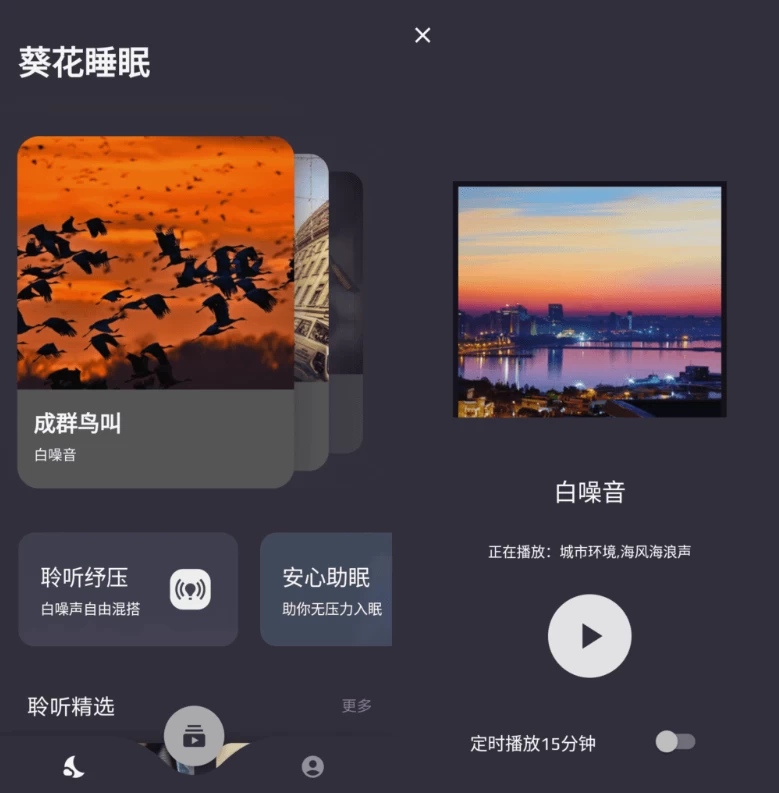 葵花睡眠
成群鸟叫
白噪音
聆听纾压
白噪声自由混搭
安心助眠
助你无压力入眠
聆听精选
更多
白噪音
正在播放：城市环境,海风海浪声
定时播放15分钟